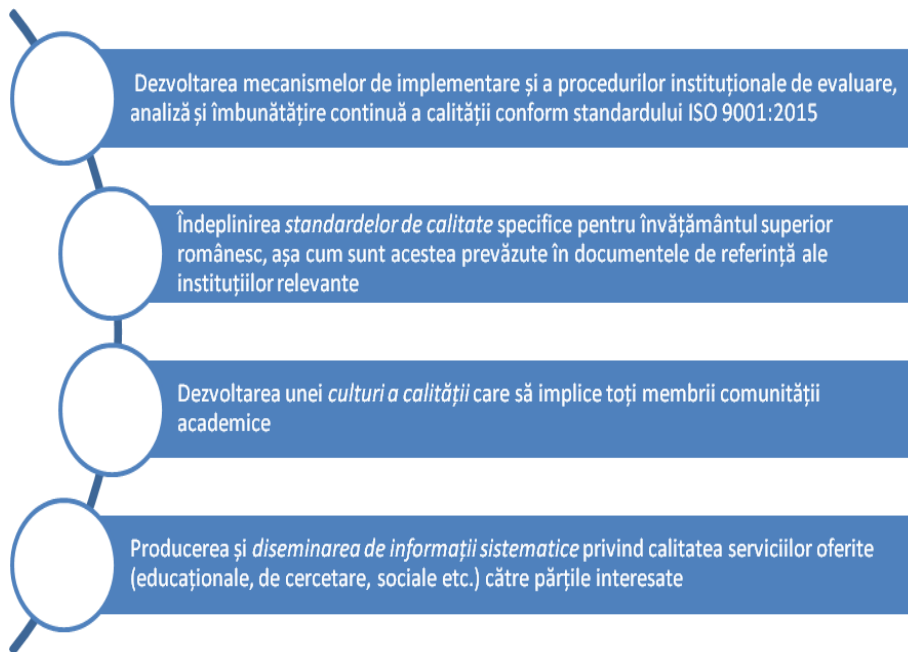 Dezvoltarea mecanismelor de implementare și a procedurilor instituționale de evaluare,
analiză și îmbunătățire continuă a calității conform standardului ISO 9001:2015
Îndeplinirea standardelor de calitate specifice pentru învățământul superior
românesc, așa cum sunt acestea prevăzute în documentele de referință ale
instituțiilor relevante
Dezvoltarea unei culturi a calității care să implice toți membrii comunității
academice
Producerea și diseminarea de informații sistematice privind calitatea serviciilor oferite
(educaționale, de cercetare, sociale etc.) către părțile interesate